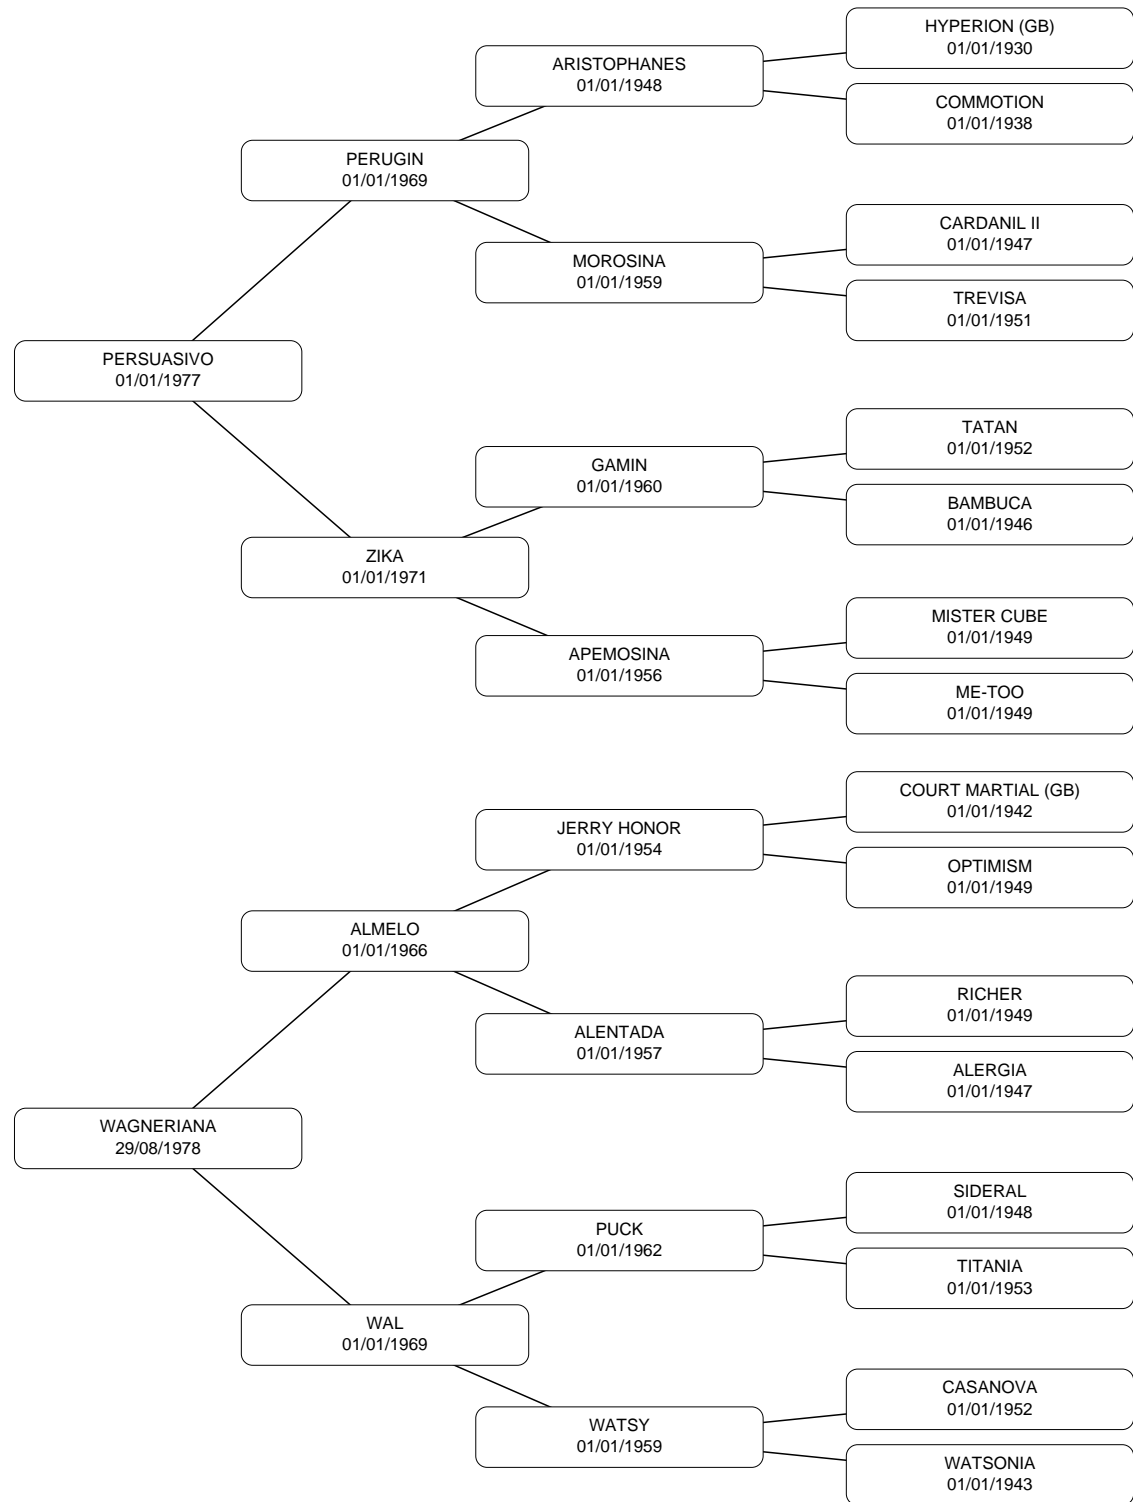 HYPERION (GB)
01/01/1930
ARISTOPHANES
01/01/1948
COMMOTION
01/01/1938
PERUGIN
01/01/1969
CARDANIL II
01/01/1947
MOROSINA
01/01/1959
TREVISA
01/01/1951
PERSUASIVO
01/01/1977
TATAN
01/01/1952
GAMIN
01/01/1960
BAMBUCA
01/01/1946
ZIKA
01/01/1971
MISTER CUBE
01/01/1949
APEMOSINA
01/01/1956
ME-TOO
01/01/1949
COURT MARTIAL (GB)
01/01/1942
JERRY HONOR
01/01/1954
OPTIMISM
01/01/1949
ALMELO
01/01/1966
RICHER
01/01/1949
ALENTADA
01/01/1957
ALERGIA
01/01/1947
WAGNERIANA
29/08/1978
SIDERAL
01/01/1948
PUCK
01/01/1962
TITANIA
01/01/1953
WAL
01/01/1969
CASANOVA
01/01/1952
WATSY
01/01/1959
WATSONIA
01/01/1943